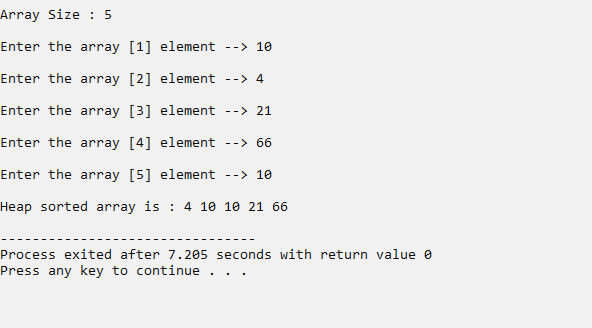 Array Size : 5
Enter the array [1] element --> 10
Enter the array [2] element --> 4
Enter the array [3] element --> 21
Enter the array [4] element --> 66
Enter the array [5] element --> 10
Heap sorted array is : 4 10 10 21 66
--------------------------------
Process exited after 7.205 seconds with return value 0
Press any key to continue . . .